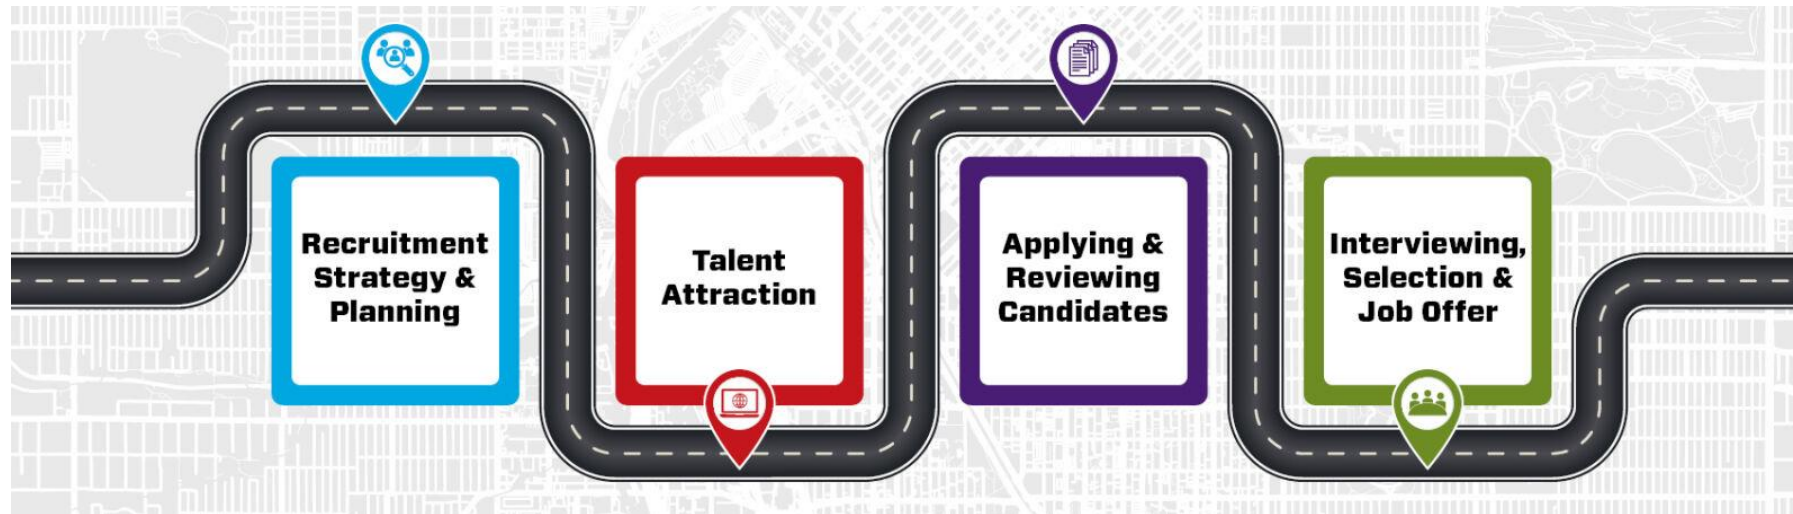 Recruitment
Strategy &
Planning
Talent
Attraction
Applying &
Reviewing
Candidates
Interviewing,
Selection &
Job Offer